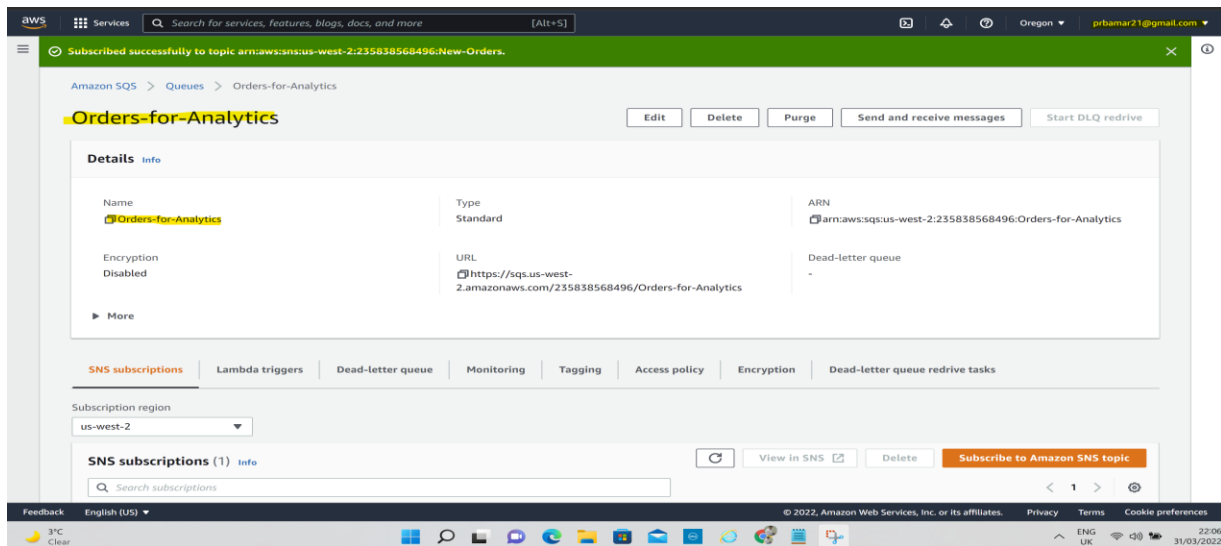 aws Services Search for services, features, blogs, docs, and more [Alt+S] Oregon prbamar21@gmail.com
Subscribed successfully to topic arn:aws:sns:us-west-2:235838568496:New-Orders.
Amazon SQS > Queues > Orders-for-Analytics
Orders-for-Analytics Edit Delete Purge Send and receive messages Start DLQ redrive
Details Info
Name Type ARN
Orders-for-Analytics Standard arn:aws:sqs:us-west-2:235838568496:Orders-for-Analytics
Encryption URL Dead-letter queue
Disabled https://sqs.us-west- -
2.amazonaws.com/235838568496/Orders-for-Analytics
More
SNS subscriptions Lambda triggers Dead-letter queue Monitoring Tagging Access policy Encryption Dead-letter queue redrive tasks
Subscription region
us-west-2
SNS subscriptions (1) Info View in SNS Delete Subscribe to Amazon SNS topic
Search subscriptions < 1 >
Feedback English (US) © 2022, Amazon Web Services, Inc. or its affiliates. Privacy Terms Cookie preferences
3°C ENG 22:06
Clear UK 31/03/2022